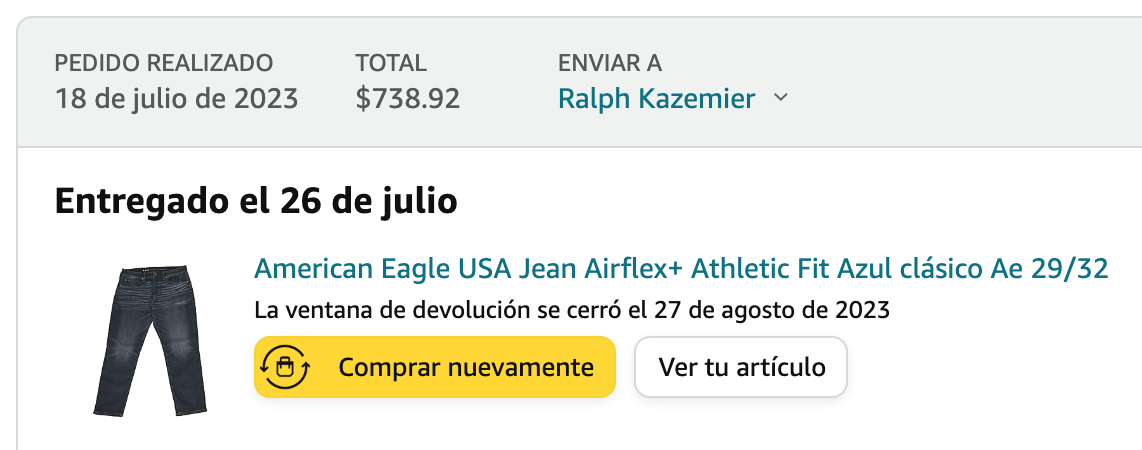 PEDIDO REALIZADO
18 de julio de 2023
TOTAL
$738.92
ENVIAR A
Ralph Kazemier
Entregado el 26 de julio
American Eagle USA Jean Airflex+ Athletic Fit Azul clásico Ae 29/32
La ventana de devolución se cerró el 27 de agosto de 2023
Comprar nuevamente
Ver tu artículo